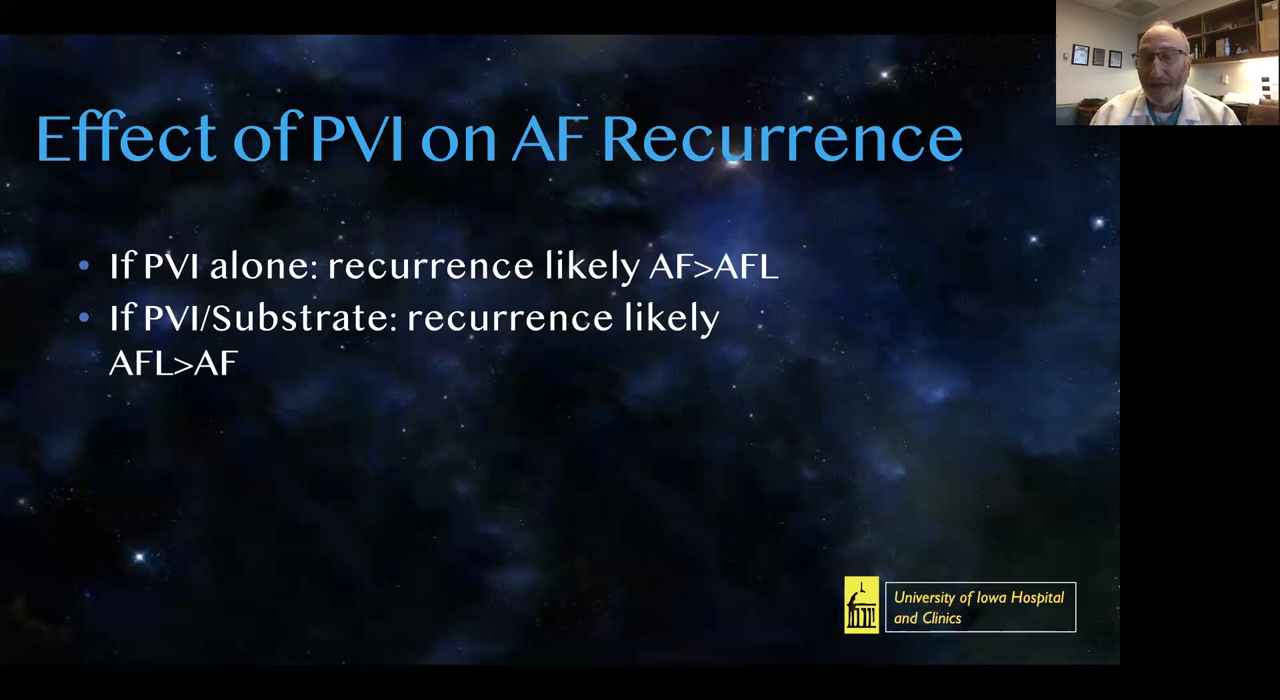 Effect of PVI on AF Recurrence
• If PVI alone: recurrence likely AF>AFL
• If PVI/Substrate: recurrence likely
AFL>AF
University of Iowa Hospital
and Clinics